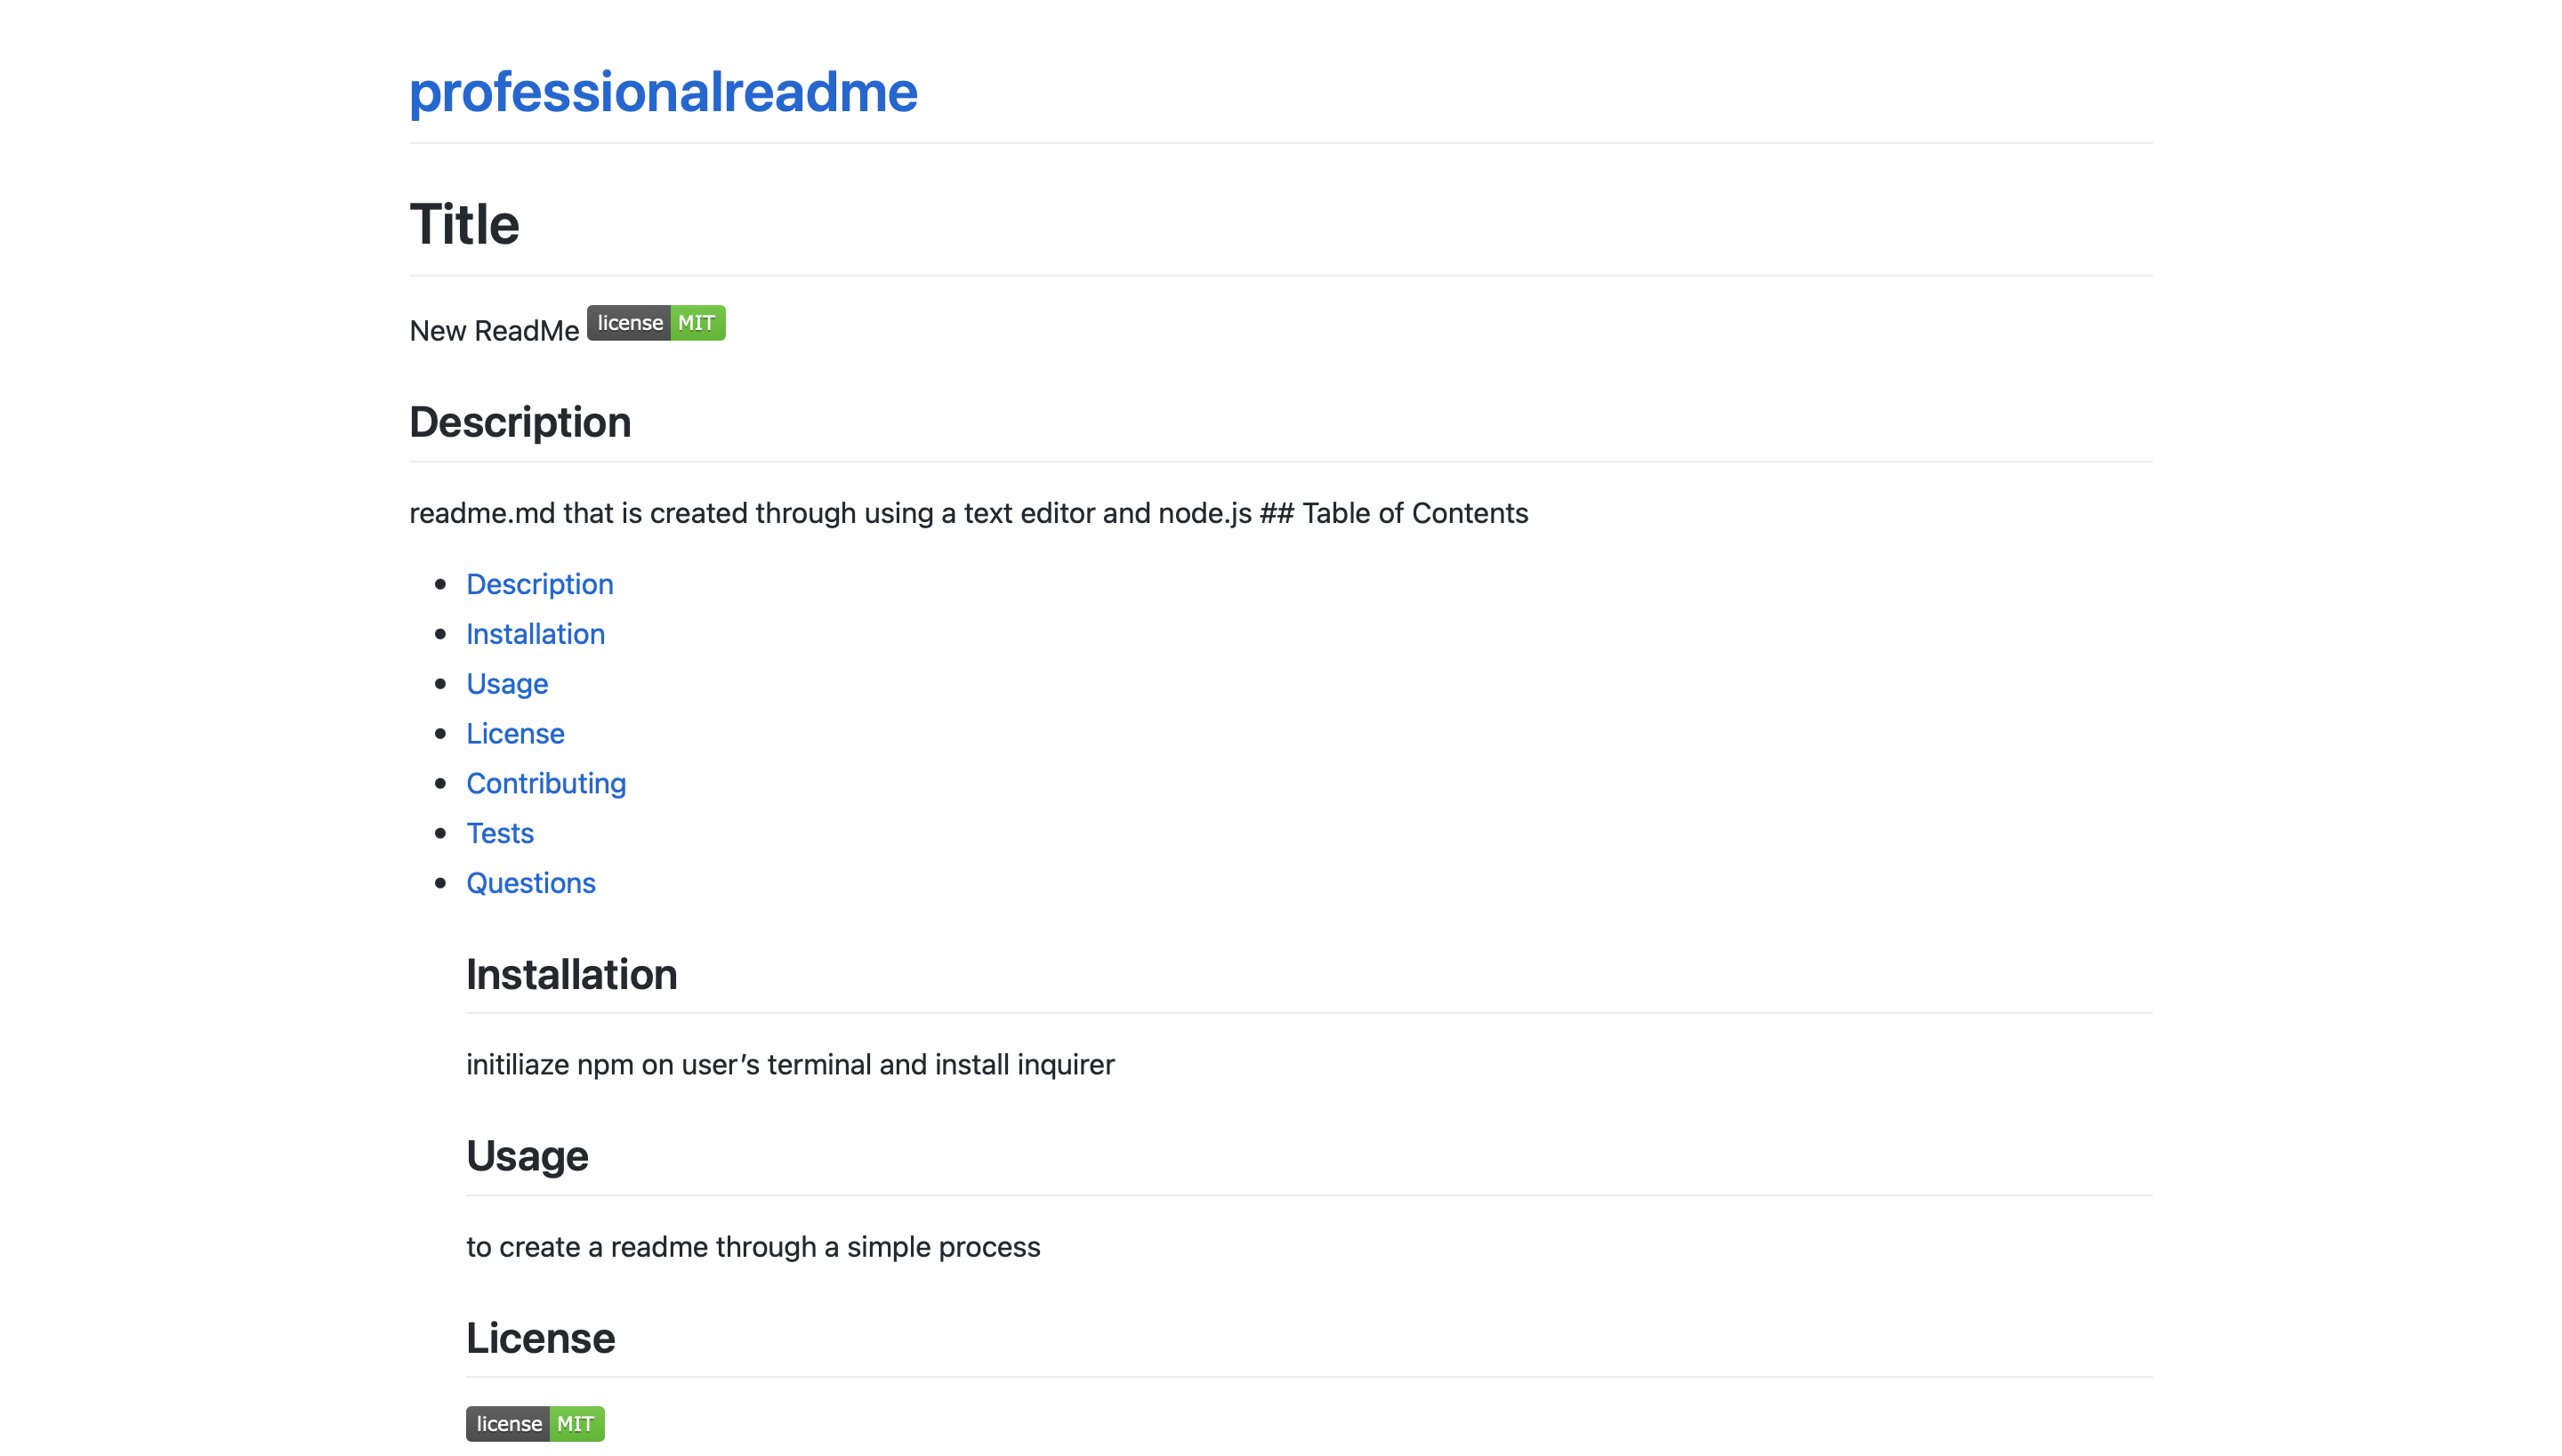 professionalreadme
Title
New ReadMe license MIT
Description
readme.md that is created through using a text editor and node.js ## Table of Contents
Description
Installation
Usage
License
Contributing
Tests
Questions
Installation
initiliaze npm on user’s terminal and install inquirer
Usage
to create a readme through a simple process
License
license MIT